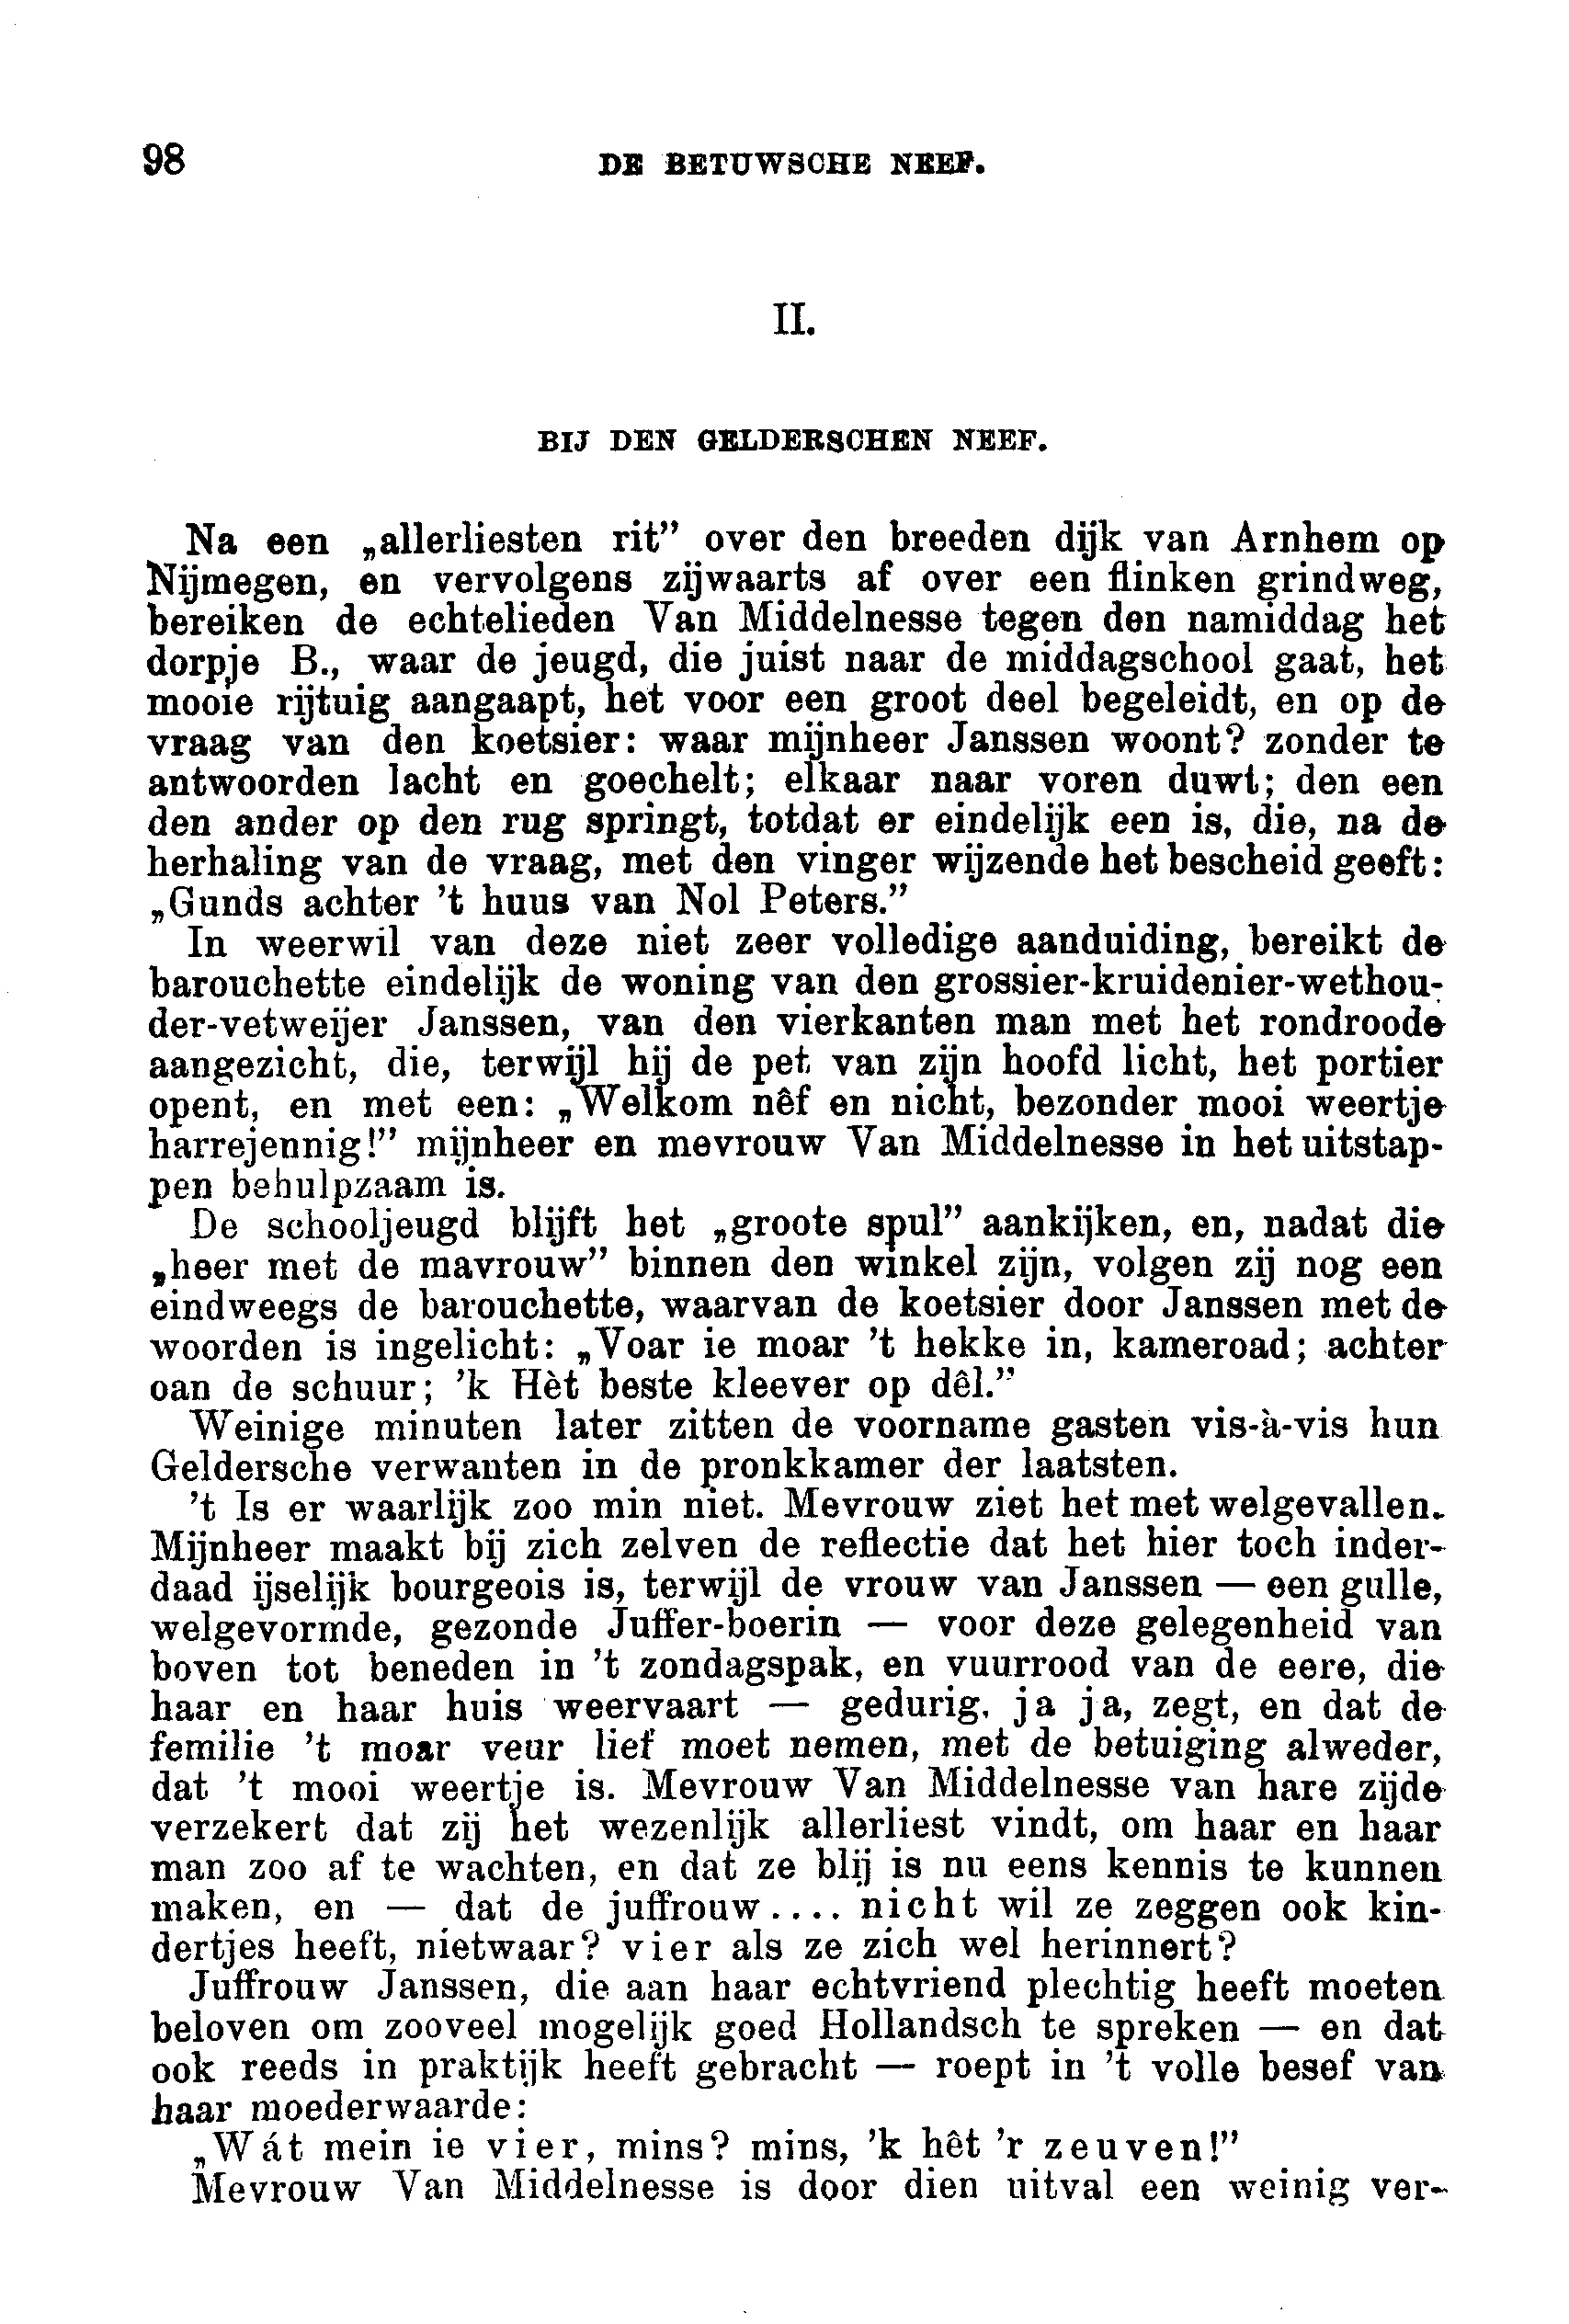 98
DE BETUWSCHE NEEF.
II.
BIJ DEN GELDERSCHEN NEEF.
Na een „allerliesten rit” over den breeden dijk van Arnhem op
Nijmegen, en vervolgens zijwaarts af over een flinken grindweg,
bereiken de echtelieden Van Middelnesse tegen den namiddag het
dorpje B., waar de jeugd, die juist naar de middagschool gaat, het
mooie rijtuig aangaapt, het voor een groot deel begeleidt, en op de
vraag van den koetsier: waar mijnheer Janssen woont? zonder te
antwoorden lacht en goechelt; elkaar naar voren duwt; den een
den ander op den rug springt, totdat er eindelijk een is, die, na de
herhaling van de vraag, met den vinger wijzende het bescheid geeft:
„Gunds achter ’t huus van Nol Peters.”
In weerwil van deze niet zeer volledige aanduiding, bereikt de
barouchette eindelijk de woning van den grossier-kruidenier-wethou-
der-vetweijer Janssen, van den vierkanten man met het rondroode
aangezicht, die, terwijl hij de pet van zijn hoofd licht, het portier
opent, en met een: „Welkom nêf en nicht, bezonder mooi weertje
harrejennig!” mijnheer en mevrouw Van Middelnesse in het uitstap-
pen behulpzaam is.
De schooljeugd blijft het „groote spul” aankijken, en, nadat die
„heer met de mavrouw” binnen den winkel zijn, volgen zij nog een
eindweegs de barouchette, waarvan de koetsier door Janssen met de
woorden is ingelicht: „Voar ie moar ’t hekke in, kameroad; achter
oan de schuur; ’k Hèt beste kleever op dêl.”
Weinige minuten later zitten de voorname gasten vis-à-vis hun
Geldersche verwanten in de pronkkamer der laatsten.
’t Is er waarlijk zoo min niet. Mevrouw ziet het met welgevallen.
Mijnheer maakt bij zich zelven de reflectie dat het hier toch inder-
daad ijselijk bourgeois is, terwijl de vrouw van Janssen — een gulle,
welgevormde, gezonde Juffer-boerin — voor deze gelegenheid van
boven tot beneden in ’t zondagspak, en vuurrood van de eere, die
haar en haar huis weervaart — gedurig, ja ja, zegt, en dat de
femilie ’t moar veur lief moet nemen, met de betuiging alweder,
dat ’t mooi weertje is. Mevrouw Van Middelnesse van hare zijde
verzekert dat zij het wezenlijk allerliest vindt, om haar en haar
man zoo af te wachten, en dat ze blij is nu eens kennis te kunnen
maken, en — dat de juffrouw.... nicht wil ze zeggen ook kin-
dertjes heeft, nietwaar? vier als ze zich wel herinnert?
Juffrouw Janssen, die aan haar echtvriend plechtig heeft moeten
beloven om zooveel mogelijk goed Hollandsch te spreken — en dat
ook reeds in praktijk heeft gebracht — roept in ’t volle besef van
haar moederwaarde:
„Wát mein ie vier, mins? mins, ’k hêt ’r zeuven!”
Mevrouw Van Middelnesse is door dien uitval een weinig ver-